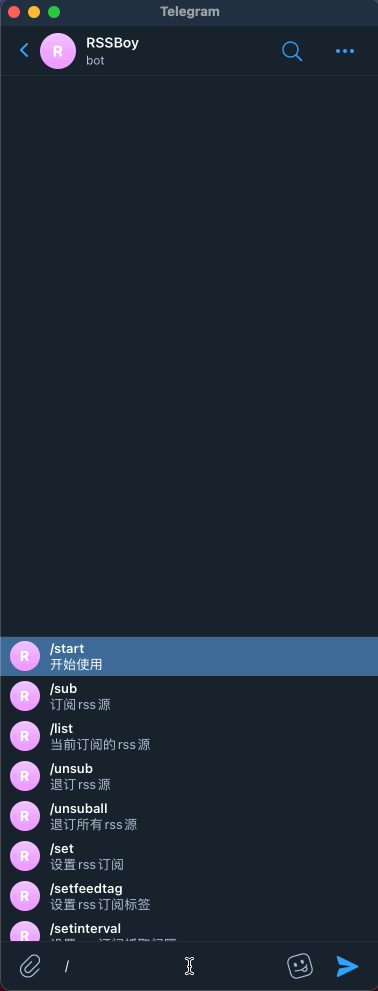 Telegram
R
RSSBoy
bot
R
/start
开始使用
R
/sub
订阅rss源
R
/list
当前订阅的rss源
R
/unsub
退订rss源
R
/unsuball
退订所有rss源
R
/set
设置rss订阅
R
/setfeedtag
设置rss订阅标签
R
/setinterval
/